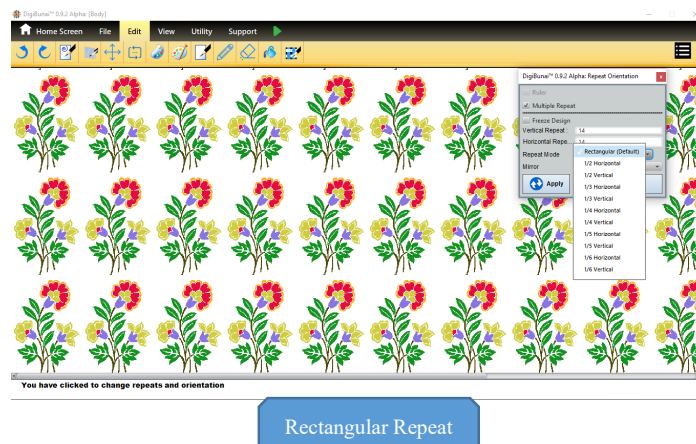 DigiBunai™ 0.9.2 Alpha: [Body]
Home Screen File Edit View Utility Support
DigiBunai™ 0.9.2 Alpha: Repeat Orientation
Ruler
Multiple Repeat
Freeze Design
Vertical Repeat : 14
Horizontal Repe 14
Repeat Mode
Rectangular (Default)
1/2 Horizontal
Mirror
1/2 Vertical
Apply
1/3 Horizontal
1/3 Vertical
1/4 Horizontal
1/4 Vertical
1/5 Horizontal
1/5 Vertical
1/6 Horizontal
1/6 Vertical
You have clicked to change repeats and orientation
Rectangular Repeat